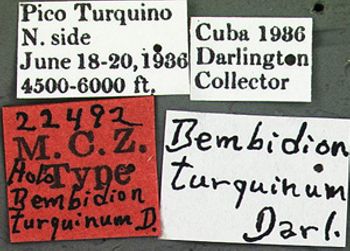 Pico Turquino
N. side
June 18-20, 1936
4500-6000 ft.
Cuba 1936
Darlington
Collector
22492
M. C. Z.
Holo Type
Bembidion
turquinum D.
Bembidion
turquinum
Darl.